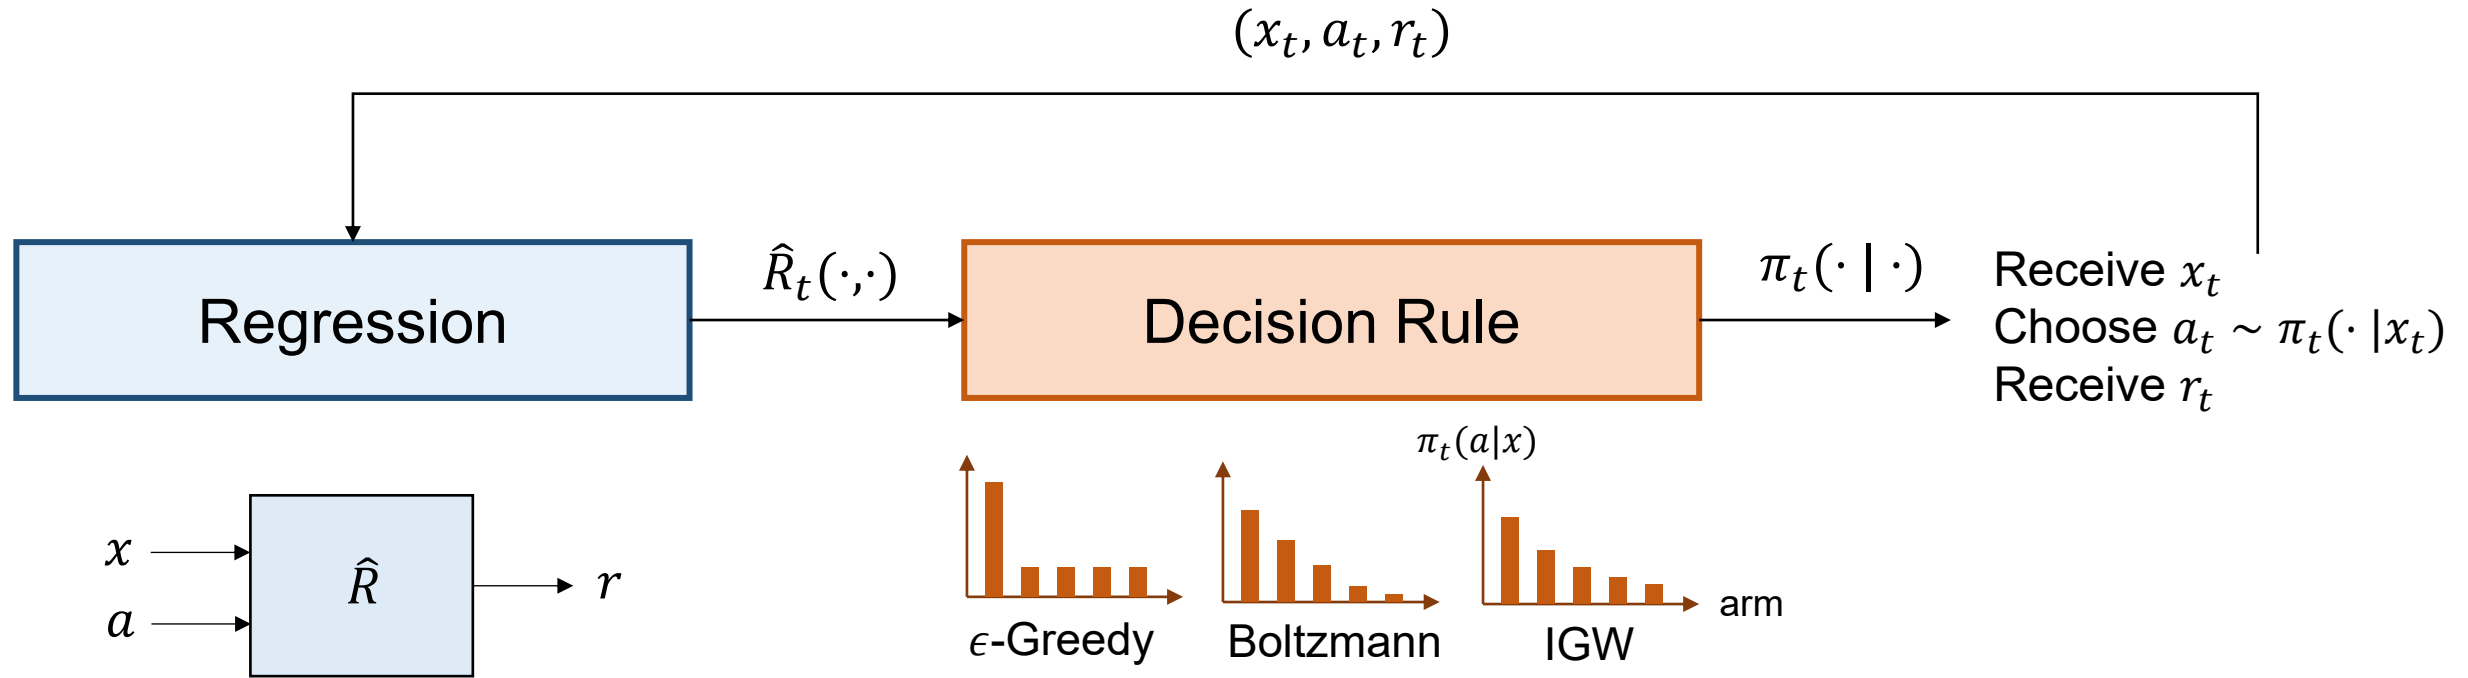 (x_t, a_t, r_t)
Regression
R̂_t(·,·)
Decision Rule
π_t(· | ·)
Receive x_t
Choose a_t ~ π_t(· |x_t)
Receive r_t
x
a
R̂
r
π_t(a|x)
arm
ϵ-Greedy
Boltzmann
IGW